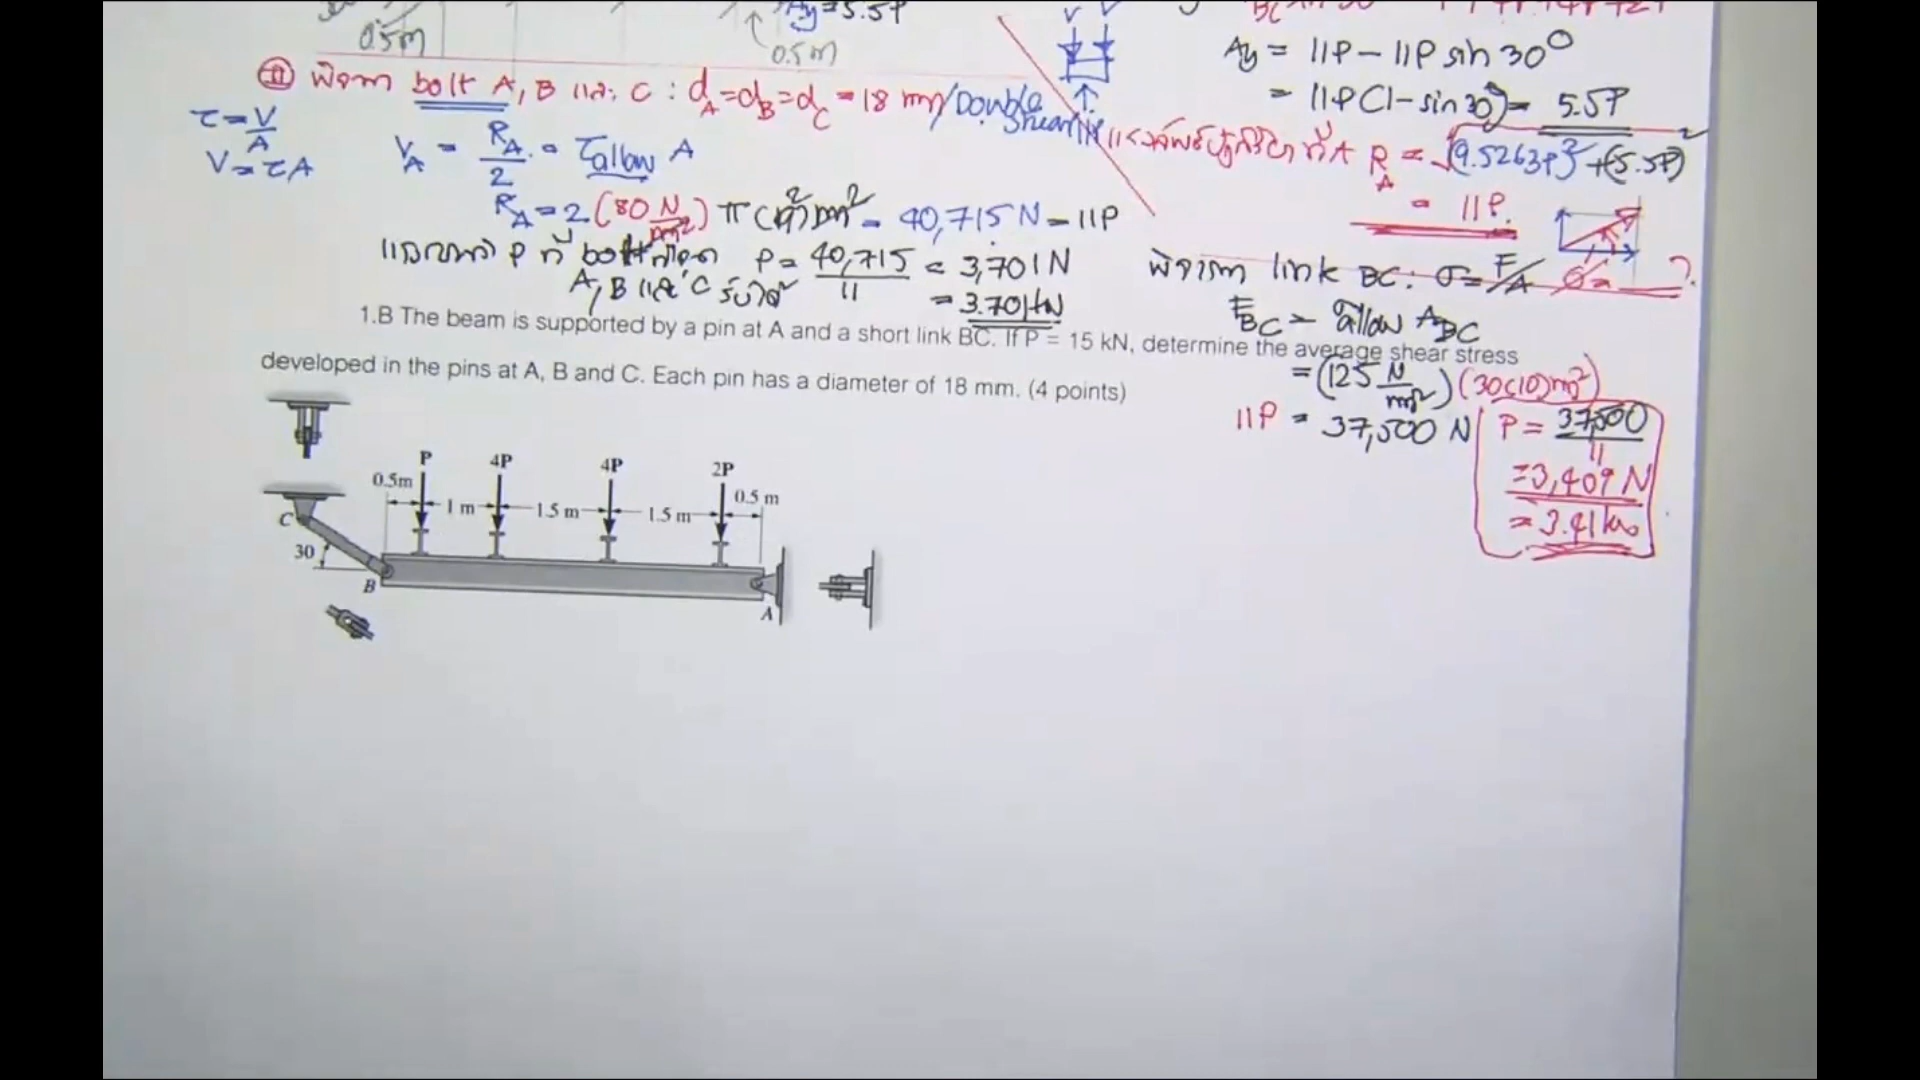 0.5m
Ay=5.5P
0.5m
Ay = 11P - 11P sin 30°
= 11P(1-sin30) = 5.5P
II พิจารณา bolt A, B และ C : dA=dB=dC = 18 mm/Double Shear
τ=V/A
V=τA
VA = RA/2 = τallow A
ที่ A RA = √(9.5263P)²+(5.5P)²
= 11P.
RA = 2(80 N/mm²) π(9)² mm² = 40,715 N = 11P
P ที่ bolt P = 40,715/11 = 3,701 N
A, B และ C รับได้ = 3.701 kN
พิจารณา link BC: σ=F/A σ= ?
FBC = σallow ABC
1.B The beam is supported by a pin at A and a short link BC. If P = 15 kN, determine the average shear stress
developed in the pins at A, B and C. Each pin has a diameter of 18 mm. (4 points)
= (125 N/mm²)(30(10)mm²)
11P = 37,500 N
P = 37,500/11
=3,409 N
= 3.41 kN
P 4P 4P 2P
0.5m 1 m 1.5 m 1.5 m 0.5 m
C
30
B
A